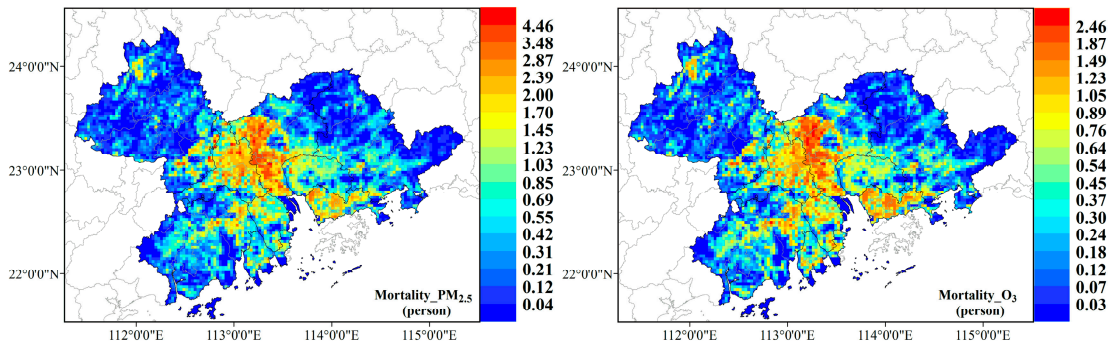 24°0'0"N
23°0'0"N
22°0'0"N
112°0'0"E
113°0'0"E
114°0'0"E
115°0'0"E
Mortality_PM2.5
(person)
4.46
3.48
2.87
2.39
2.00
1.70
1.45
1.23
1.03
0.85
0.69
0.55
0.42
0.31
0.21
0.12
0.04
24°0'0"N
23°0'0"N
22°0'0"N
112°0'0"E
113°0'0"E
114°0'0"E
115°0'0"E
Mortality_O3
(person)
2.46
1.87
1.49
1.23
1.05
0.89
0.76
0.64
0.54
0.45
0.37
0.30
0.24
0.18
0.12
0.07
0.03